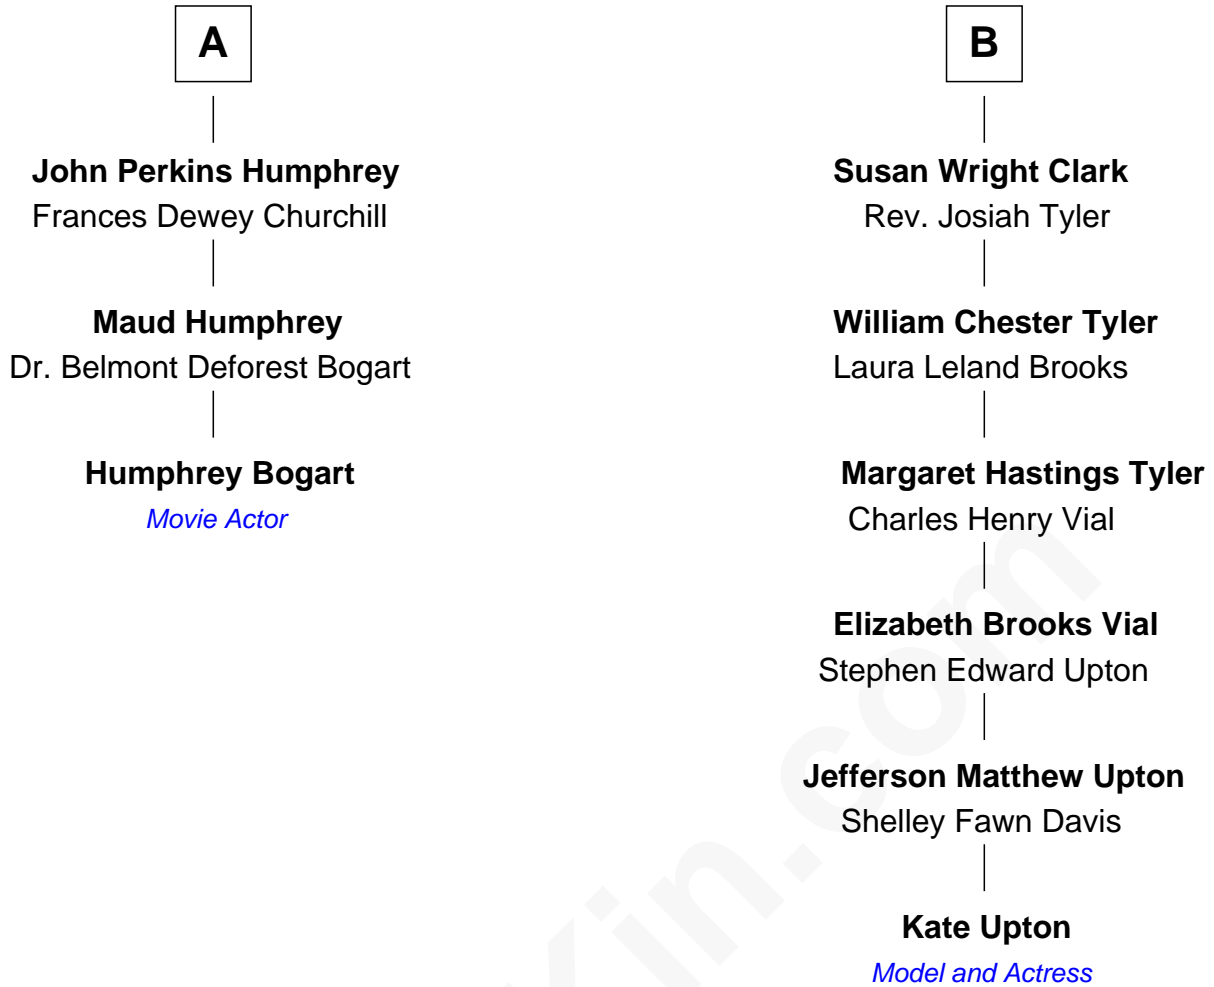 A
John Perkins Humphrey
Frances Dewey Churchill
Maud Humphrey
Dr. Belmont Deforest Bogart
Humphrey Bogart
Movie Actor
B
Susan Wright Clark
Rev. Josiah Tyler
William Chester Tyler
Laura Leland Brooks
Margaret Hastings Tyler
Charles Henry Vial
Elizabeth Brooks Vial
Stephen Edward Upton
Jefferson Matthew Upton
Shelley Fawn Davis
Kate Upton
Model and Actress
Kin.com